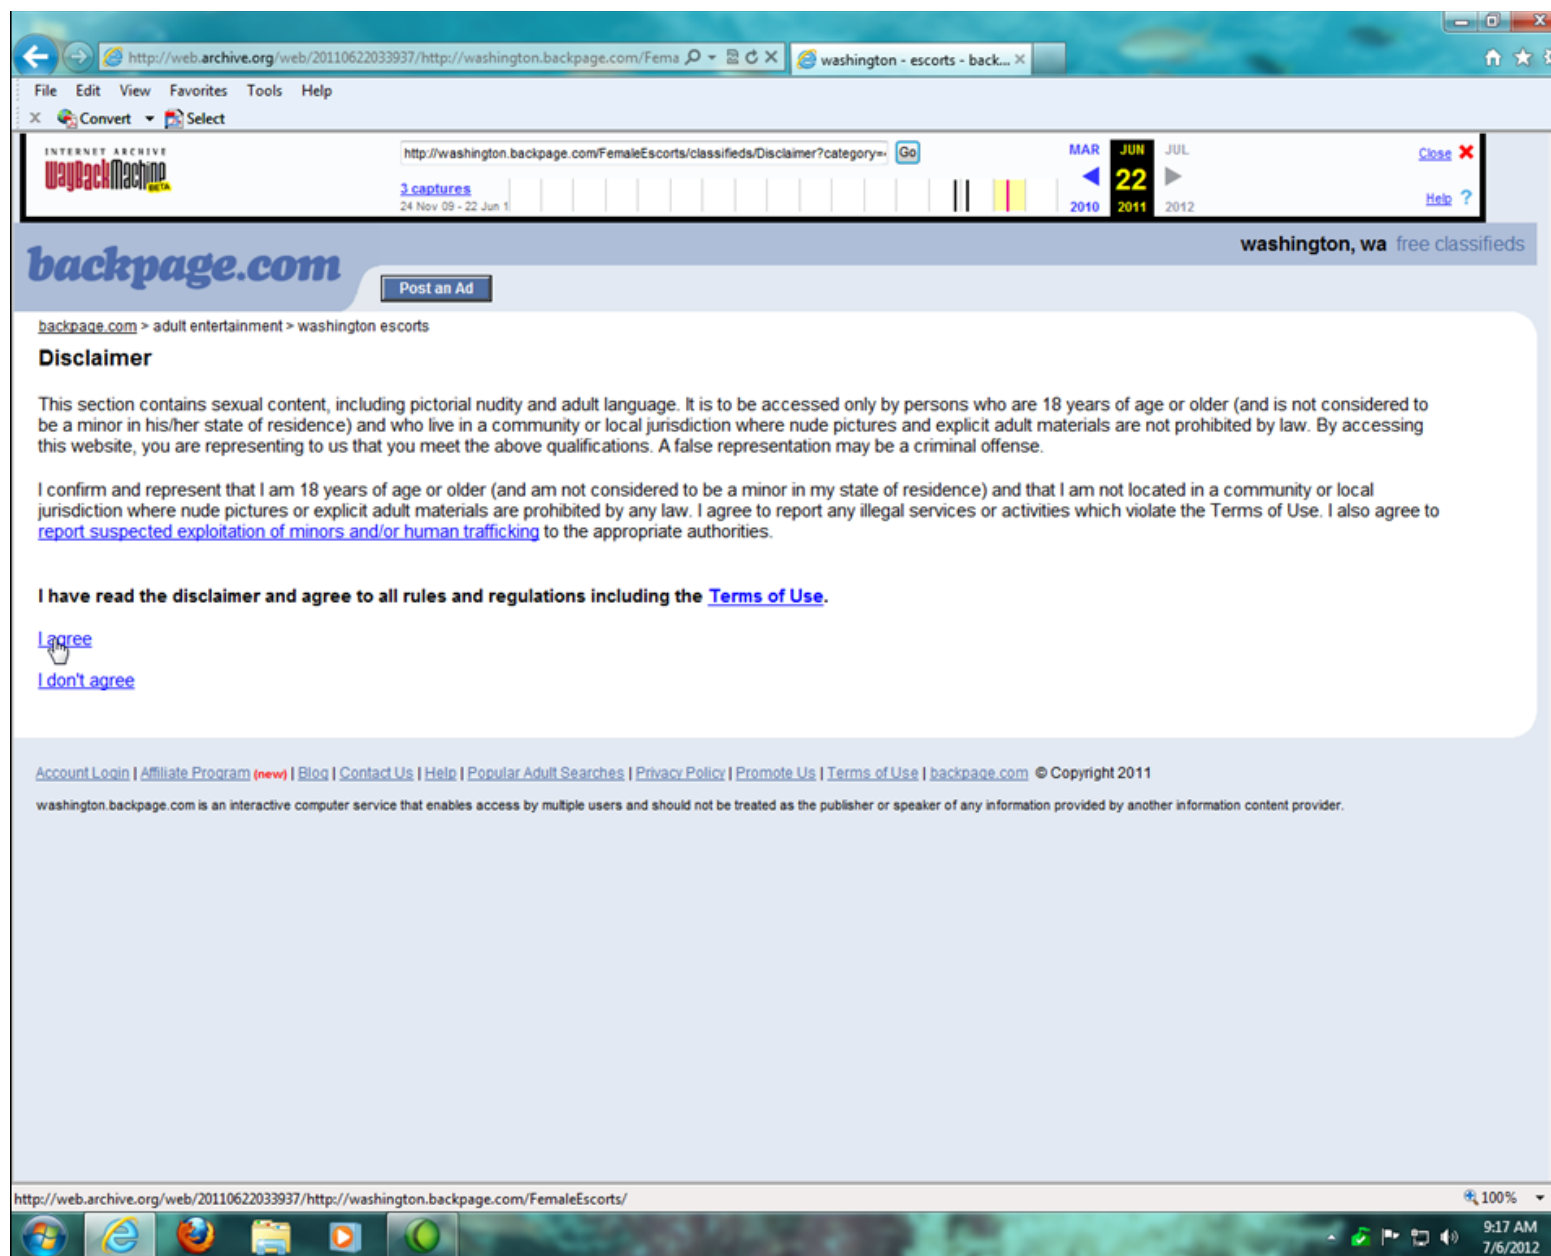 http://web.archive.org/web/20110622033937/http://washington.backpage.com/Fema
washington - escorts - back...
File Edit View Favorites Tools Help
Convert Select
INTERNET ARCHIVE
WayBackMachine
BETA
http://washington.backpage.com/FemaleEscorts/classifieds/Disclaimer?category= Go
3 captures
24 Nov 09 - 22 Jun 1
MAR JUN JUL
22
2010 2011 2012
Close
Help ?
backpage.com
washington, wa free classifieds
Post an Ad
backpage.com > adult entertainment > washington escorts
Disclaimer
This section contains sexual content, including pictorial nudity and adult language. It is to be accessed only by persons who are 18 years of age or older (and is not considered to
be a minor in his/her state of residence) and who live in a community or local jurisdiction where nude pictures and explicit adult materials are not prohibited by law. By accessing
this website, you are representing to us that you meet the above qualifications. A false representation may be a criminal offense.
I confirm and represent that I am 18 years of age or older (and am not considered to be a minor in my state of residence) and that I am not located in a community or local
jurisdiction where nude pictures or explicit adult materials are prohibited by any law. I agree to report any illegal services or activities which violate the Terms of Use. I also agree to
report suspected exploitation of minors and/or human trafficking to the appropriate authorities.
I have read the disclaimer and agree to all rules and regulations including the Terms of Use.
I agree
I don't agree
Account Login | Affiliate Program (new) | Blog | Contact Us | Help | Popular Adult Searches | Privacy Policy | Promote Us | Terms of Use | backpage.com © Copyright 2011
washington.backpage.com is an interactive computer service that enables access by multiple users and should not be treated as the publisher or speaker of any information provided by another information content provider.
http://web.archive.org/web/20110622033937/http://washington.backpage.com/FemaleEscorts/
100%
9:17 AM
7/6/2012